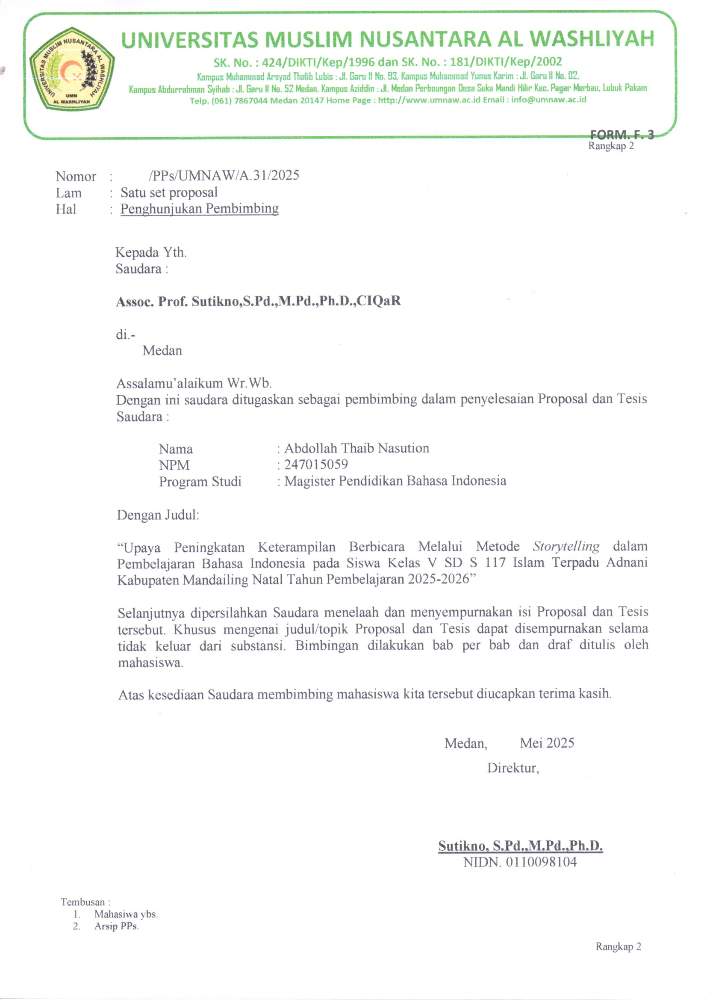 UNIVERSITAS MUSLIM NUSANTARA AL WASHLIYAH
UMN
AL WASHLIYAH
UNIVERSITAS MUSLIM NUSANTARA AL WASHLIYAH
SK. No. : 424/DIKTI/Kep/1996 dan SK. No. : 181/DIKTI/Kep/2002
Kampus Muhammad Arsyad Thalib Lubis : Jl. Garu II No. 93, Kampus Muhammad Yunus Karim : Jl. Garu II No. 02,
Kampus Abdurrahman Syihab : Jl. Garu II No. 52 Medan, Kampus Aziddin : Jl. Medan Perbaungan Desa Suka Mandi Hilir Kec. Pagar Merbau, Lubuk Pakam
Telp. (061) 7867044 Medan 20147 Home Page : http://www.umnaw.ac.id Email : info@umnaw.ac.id
FORM. F. 3
Rangkap 2
Nomor : /PPs/UMNAW/A.31/2025
Lam : Satu set proposal
Hal : Penghunjukan Pembimbing
Kepada Yth.
Saudara :
Assoc. Prof. Sutikno,S.Pd.,M.Pd.,Ph.D.,CIQaR
di.-
Medan
Assalamu’alaikum Wr.Wb.
Dengan ini saudara ditugaskan sebagai pembimbing dalam penyelesaian Proposal dan Tesis
Saudara :
Nama : Abdollah Thaib Nasution
NPM : 247015059
Program Studi : Magister Pendidikan Bahasa Indonesia
Dengan Judul:
“Upaya Peningkatan Keterampilan Berbicara Melalui Metode Storytelling dalam
Pembelajaran Bahasa Indonesia pada Siswa Kelas V SD S 117 Islam Terpadu Adnani
Kabupaten Mandailing Natal Tahun Pembelajaran 2025-2026”
Selanjutnya dipersilahkan Saudara menelaah dan menyempurnakan isi Proposal dan Tesis
tersebut. Khusus mengenai judul/topik Proposal dan Tesis dapat disempurnakan selama
tidak keluar dari substansi. Bimbingan dilakukan bab per bab dan draf ditulis oleh
mahasiswa.
Atas kesediaan Saudara membimbing mahasiswa kita tersebut diucapkan terima kasih.
Medan, Mei 2025
Direktur,
Sutikno, S.Pd.,M.Pd.,Ph.D.
NIDN. 0110098104
Tembusan :
1. Mahasiwa ybs.
2. Arsip PPs.
Rangkap 2